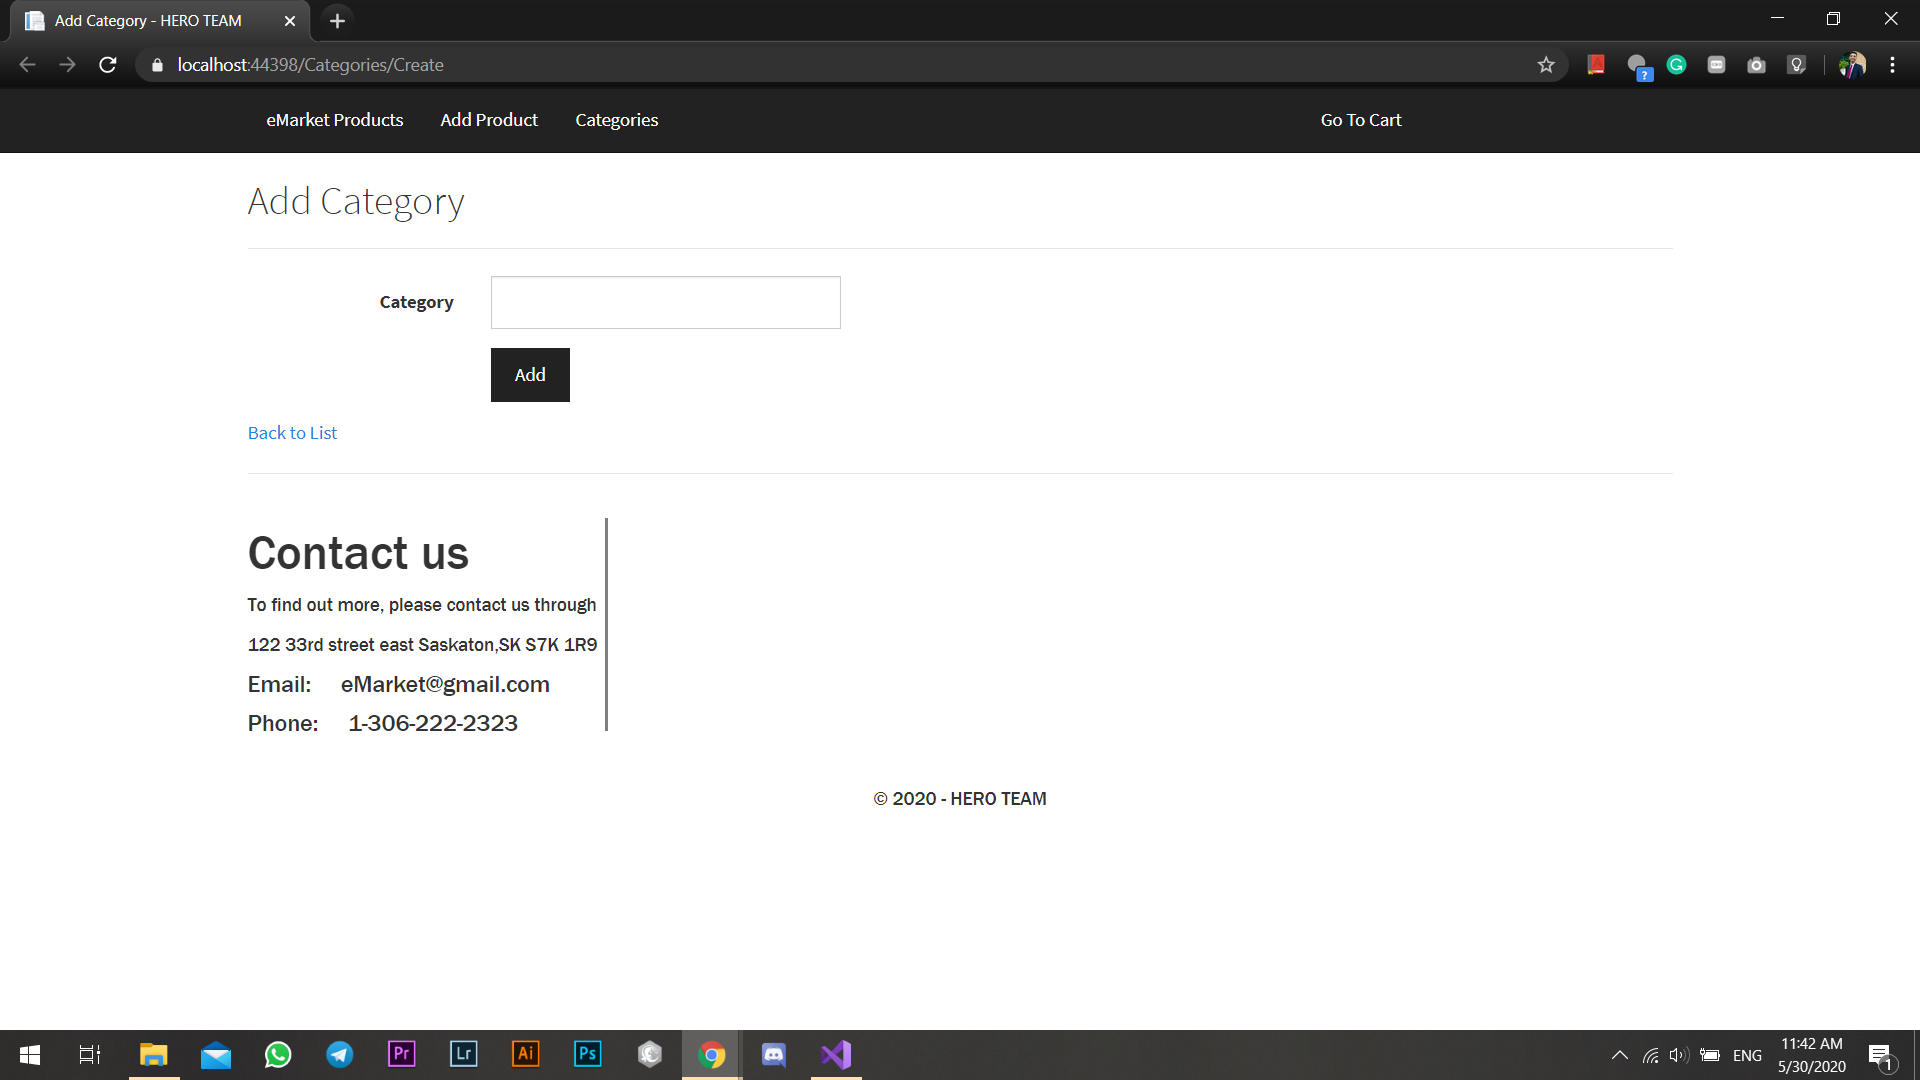 Add Category - HERO TEAM
localhost:44398/Categories/Create
eMarket Products Add Product Categories Go To Cart
Add Category
Category
Add
Back to List
Contact us
To find out more, please contact us through
122 33rd street east Saskaton,SK S7K 1R9
Email: eMarket@gmail.com
Phone: 1-306-222-2323
© 2020 - HERO TEAM
Pr Lr Ai Ps
ENG
11:42 AM
5/30/2020
1